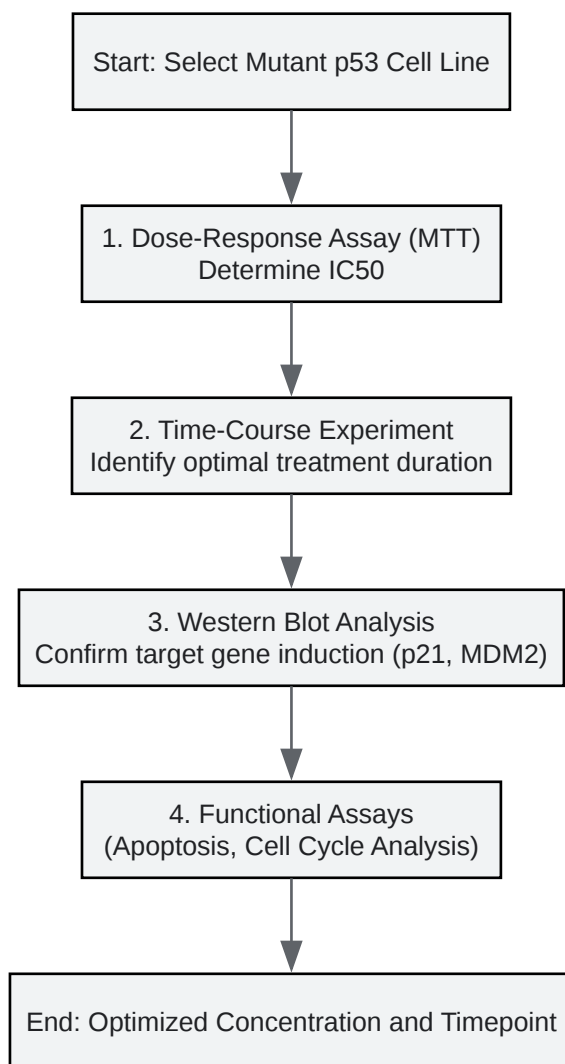 Start: Select Mutant p53 Cell Line
1. Dose-Response Assay (MTT)
Determine IC50
2. Time-Course Experiment
Identify optimal treatment duration
3. Western Blot Analysis
Confirm target gene induction (p21, MDM2)
4. Functional Assays
(Apoptosis, Cell Cycle Analysis)
End: Optimized Concentration and Timepoint